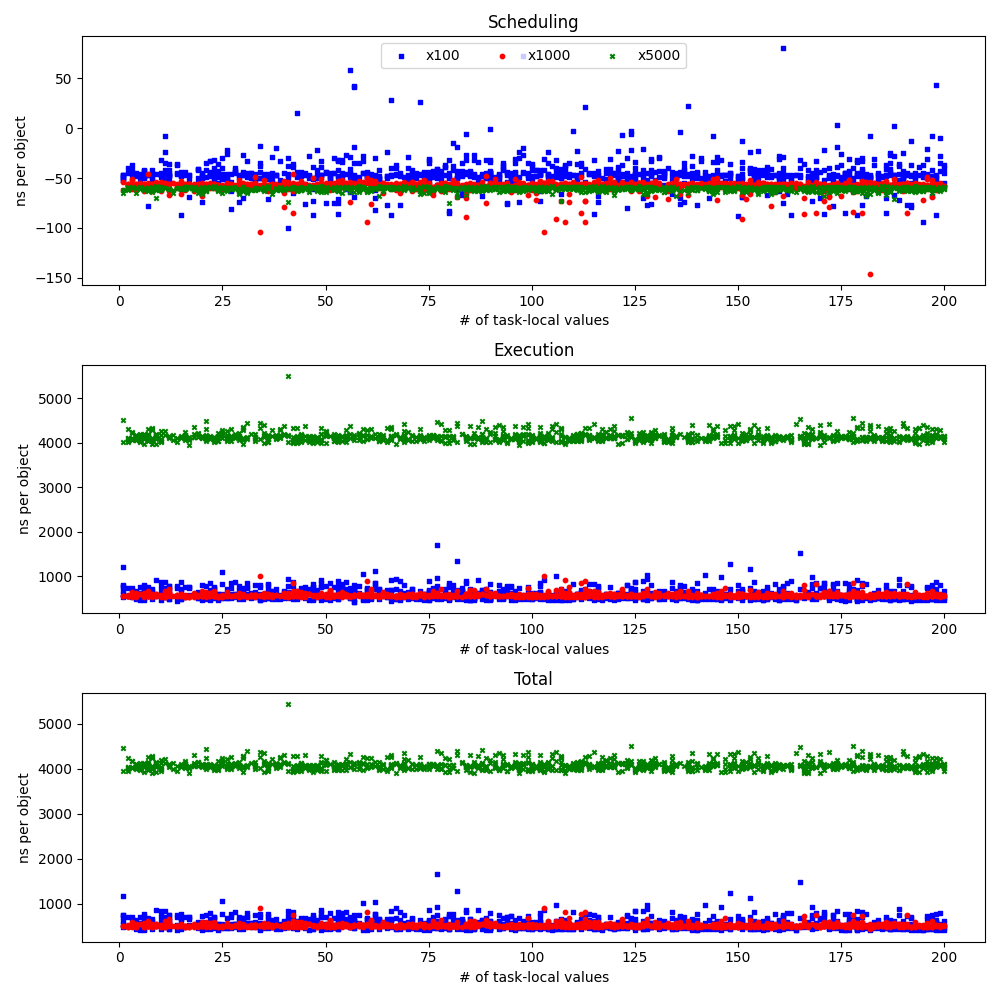 Scheduling
x100 x1000 x5000
ns per object
50
0
−50
−100
−150
0 25 50 75 100 125 150 175 200
# of task-local values
Execution
ns per object
5000
4000
3000
2000
1000
0 25 50 75 100 125 150 175 200
# of task-local values
Total
ns per object
5000
4000
3000
2000
1000
0 25 50 75 100 125 150 175 200
# of task-local values